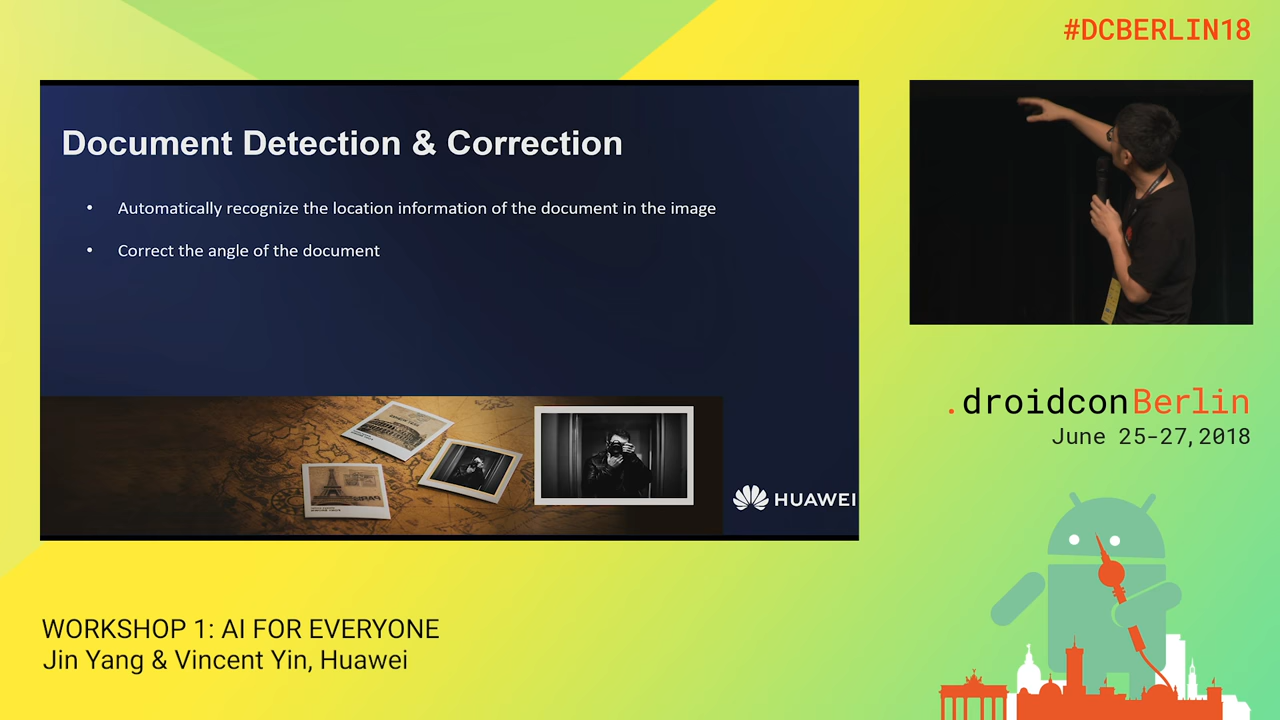 #DCBERLIN18
Document Detection & Correction
• Automatically recognize the location information of the document in the image
• Correct the angle of the document
HUAWEI
.droidconBerlin
June 25-27, 2018
WORKSHOP 1: AI FOR EVERYONE
Jin Yang & Vincent Yin, Huawei